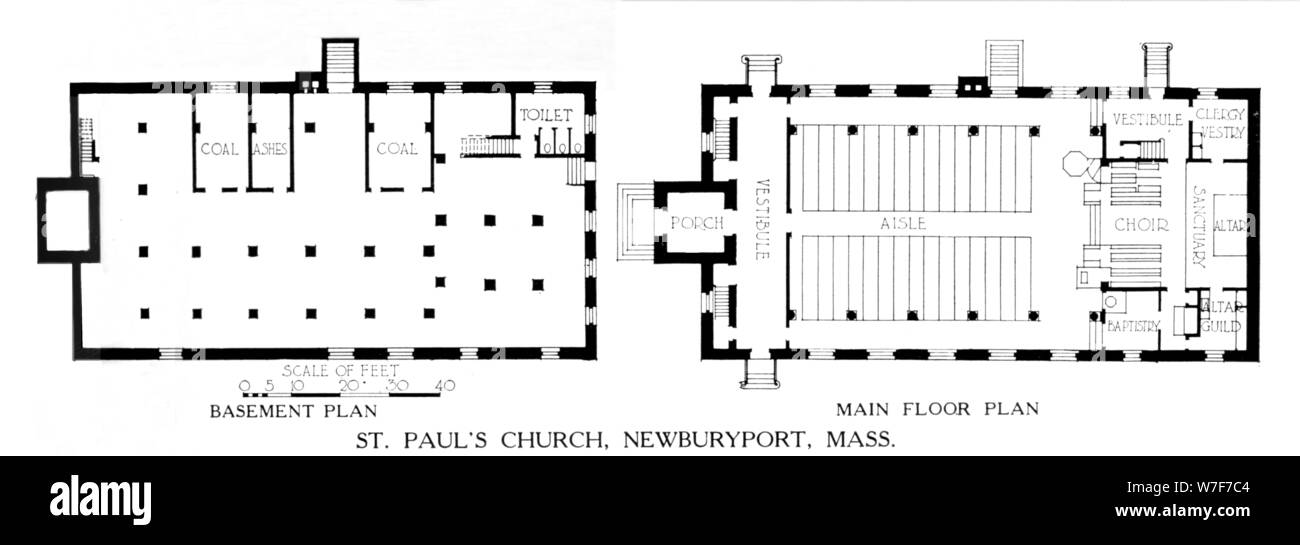 COAL
ASHES
COAL
TOILET
SCALE OF FEET
0 5 10 20 30 40
BASEMENT PLAN
PORCH
VESTIBULE
AISLE
CHOIR
VESTIBULE
CLERGY
VESTRY
SANCTUARY
ALTAR
BAPTISTRY
ALTAR
GUILD
MAIN FLOOR PLAN
ST. PAUL'S CHURCH, NEWBURYPORT, MASS.
alamy
Image ID: W7F7C4
www.alamy.com